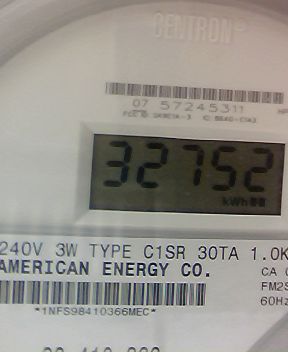 CENTRON®
07 57245311
32752
kWh
240V 3W TYPE C1SR 30TA 1.0K
AMERICAN ENERGY CO.
CA
FM2S
60Hz
*1NFS98410366MEC*